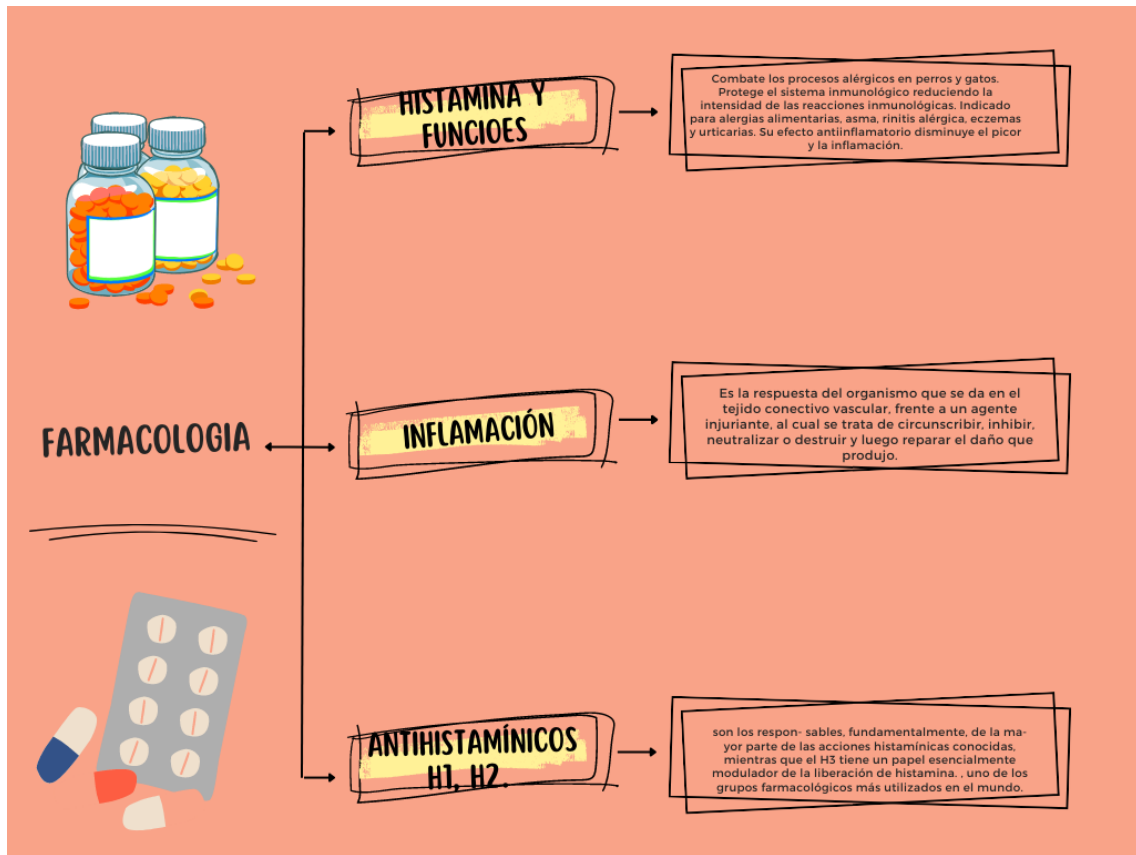 FARMACOLOGIA
HISTAMINA Y
FUNCIOES
Combate los procesos alérgicos en perros y gatos.
Protege el sistema inmunológico reduciendo la
intensidad de las reacciones inmunológicas. Indicado
para alergias alimentarias, asma, rinitis alérgica, eczemas
y urticarias. Su efecto antiinflamatorio disminuye el picor
y la inflamación.
INFLAMACIÓN
Es la respuesta del organismo que se da en el
tejido conectivo vascular, frente a un agente
injuriante, al cual se trata de circunscribir, inhibir,
neutralizar o destruir y luego reparar el daño que
produjo.
ANTIHISTAMÍNICOS
H1, H2.
son los respon- sables, fundamentalmente, de la ma-
yor parte de las acciones histamínicas conocidas,
mientras que el H3 tiene un papel esencialmente
modulador de la liberación de histamina. , uno de los
grupos farmacológicos más utilizados en el mundo.